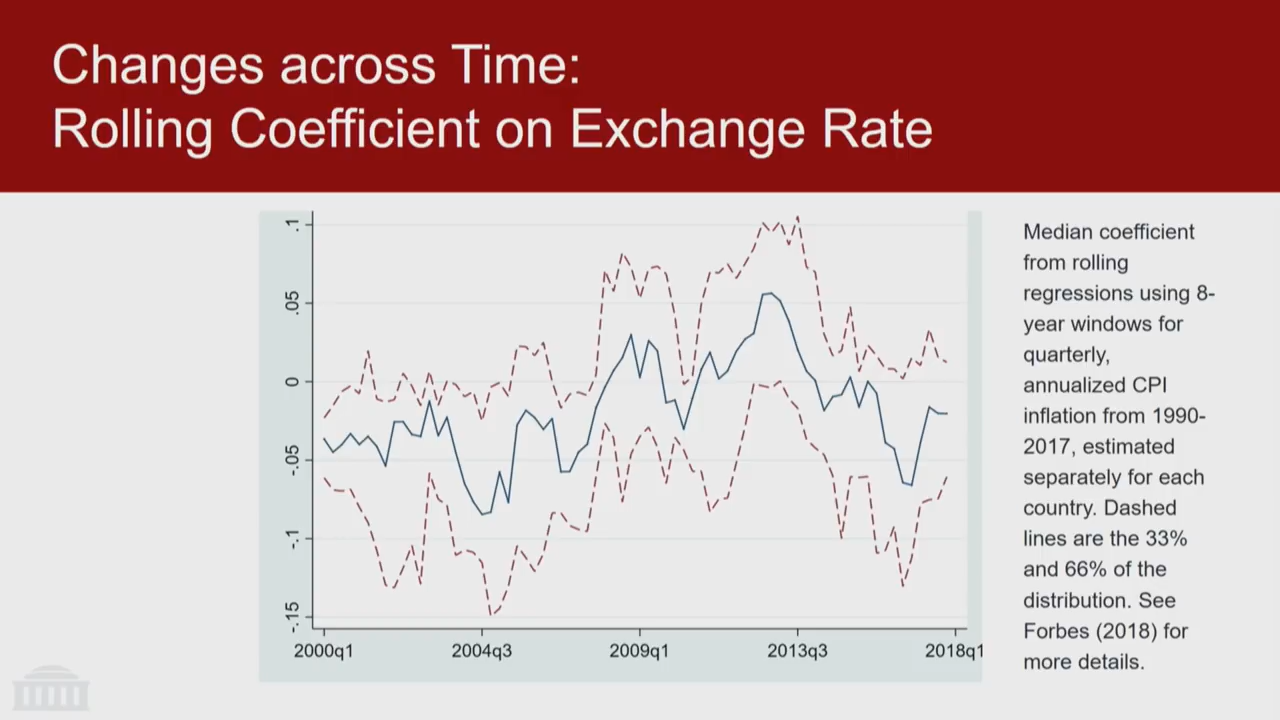 Changes across Time:
Rolling Coefficient on Exchange Rate
.1
.05
0
-.05
-.1
-.15
2000q1
2004q3
2009q1
2013q3
2018q1
Median coefficient
from rolling
regressions using 8-
year windows for
quarterly,
annualized CPI
inflation from 1990-
2017, estimated
separately for each
country. Dashed
lines are the 33%
and 66% of the
distribution. See
Forbes (2018) for
more details.